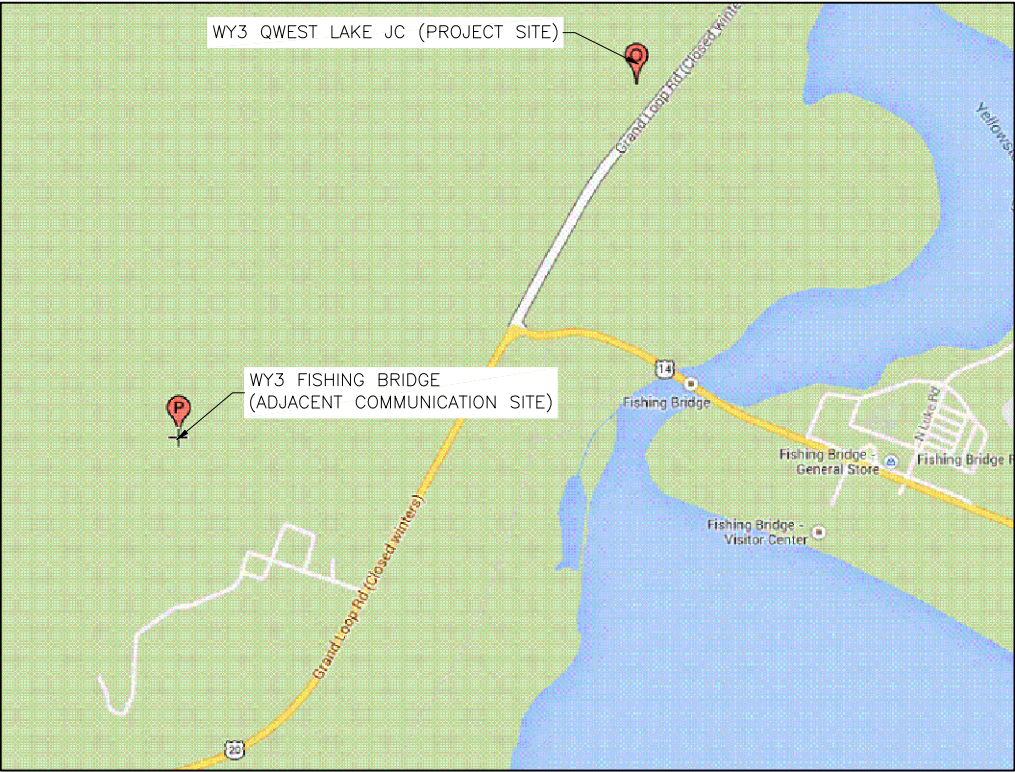 WY3 QWEST LAKE JC (PROJECT SITE)
Grand Loop Rd (Closed winte
Yellowst
14
Fishing Bridge
WY3 FISHING BRIDGE
(ADJACENT COMMUNICATION SITE)
P
N Lake Rd
Fishing Bridge -
General Store
Fishing Bridge R
Fishing Bridge -
Visitor Center
Grand Loop Rd (Closed winters)
20